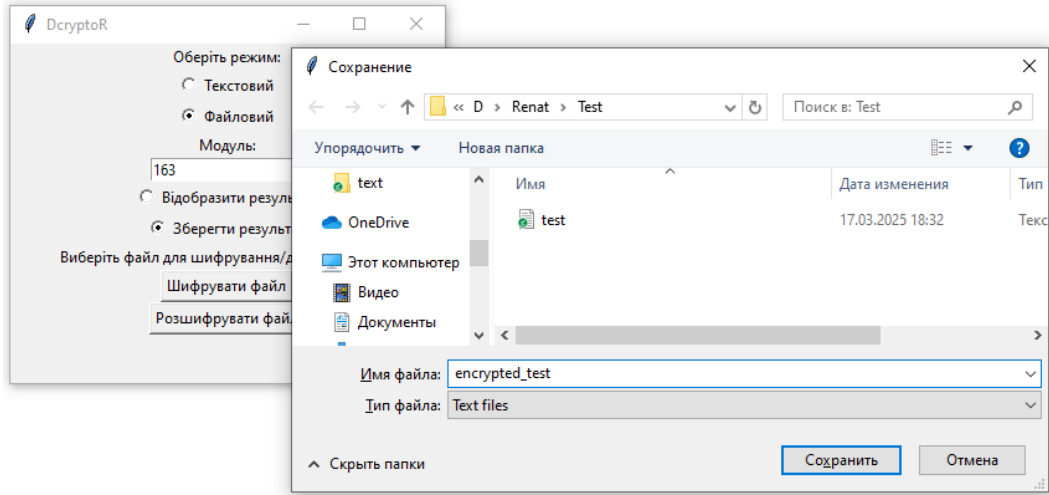 DcryptoR
Оберіть режим:
Текстовий
Файловий
Модуль:
163
Відобразити резуль
Зберегти результ
Виберіть файл для шифрування/д
Шифрувати файл
Розшифрувати фай
Сохранение
« D > Renat > Test
Поиск в: Test
Упорядочить
Новая папка
text
OneDrive
Этот компьютер
Видео
Документы
Имя
Дата изменения
Тип
test
17.03.2025 18:32
Текс
Имя файла: encrypted_test
Тип файла: Text files
Скрыть папки
Сохранить
Отмена